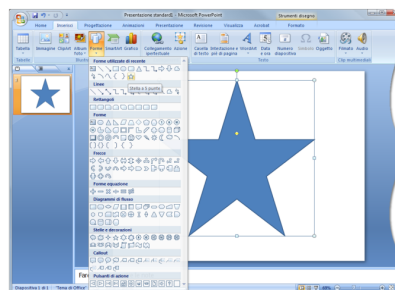 Presentazione standard1 - Microsoft PowerPoint
Strumenti disegno
Home Inserisci Progettazione Animazioni Presentazione Revisione Visualizza Acrobat Formato
Tabella Immagine ClipArt Album foto Forme SmartArt Grafico Collegamento ipertestuale Azione Casella di testo Intestazione e piè di pagina WordArt Data e ora Numero diapositiva Simbolo Oggetto Filmato Audio
Tabelle
Testo
Clip multimediali
Forme utilizzate di recente
Stella a 5 punte
Linee
Rettangoli
Forme
Frecce
Forme equazione
Diagrammi di flusso
Stelle e decorazioni
Callout
Pulsanti di azione
Diapositiva 1 di 1
"Tema di Office"